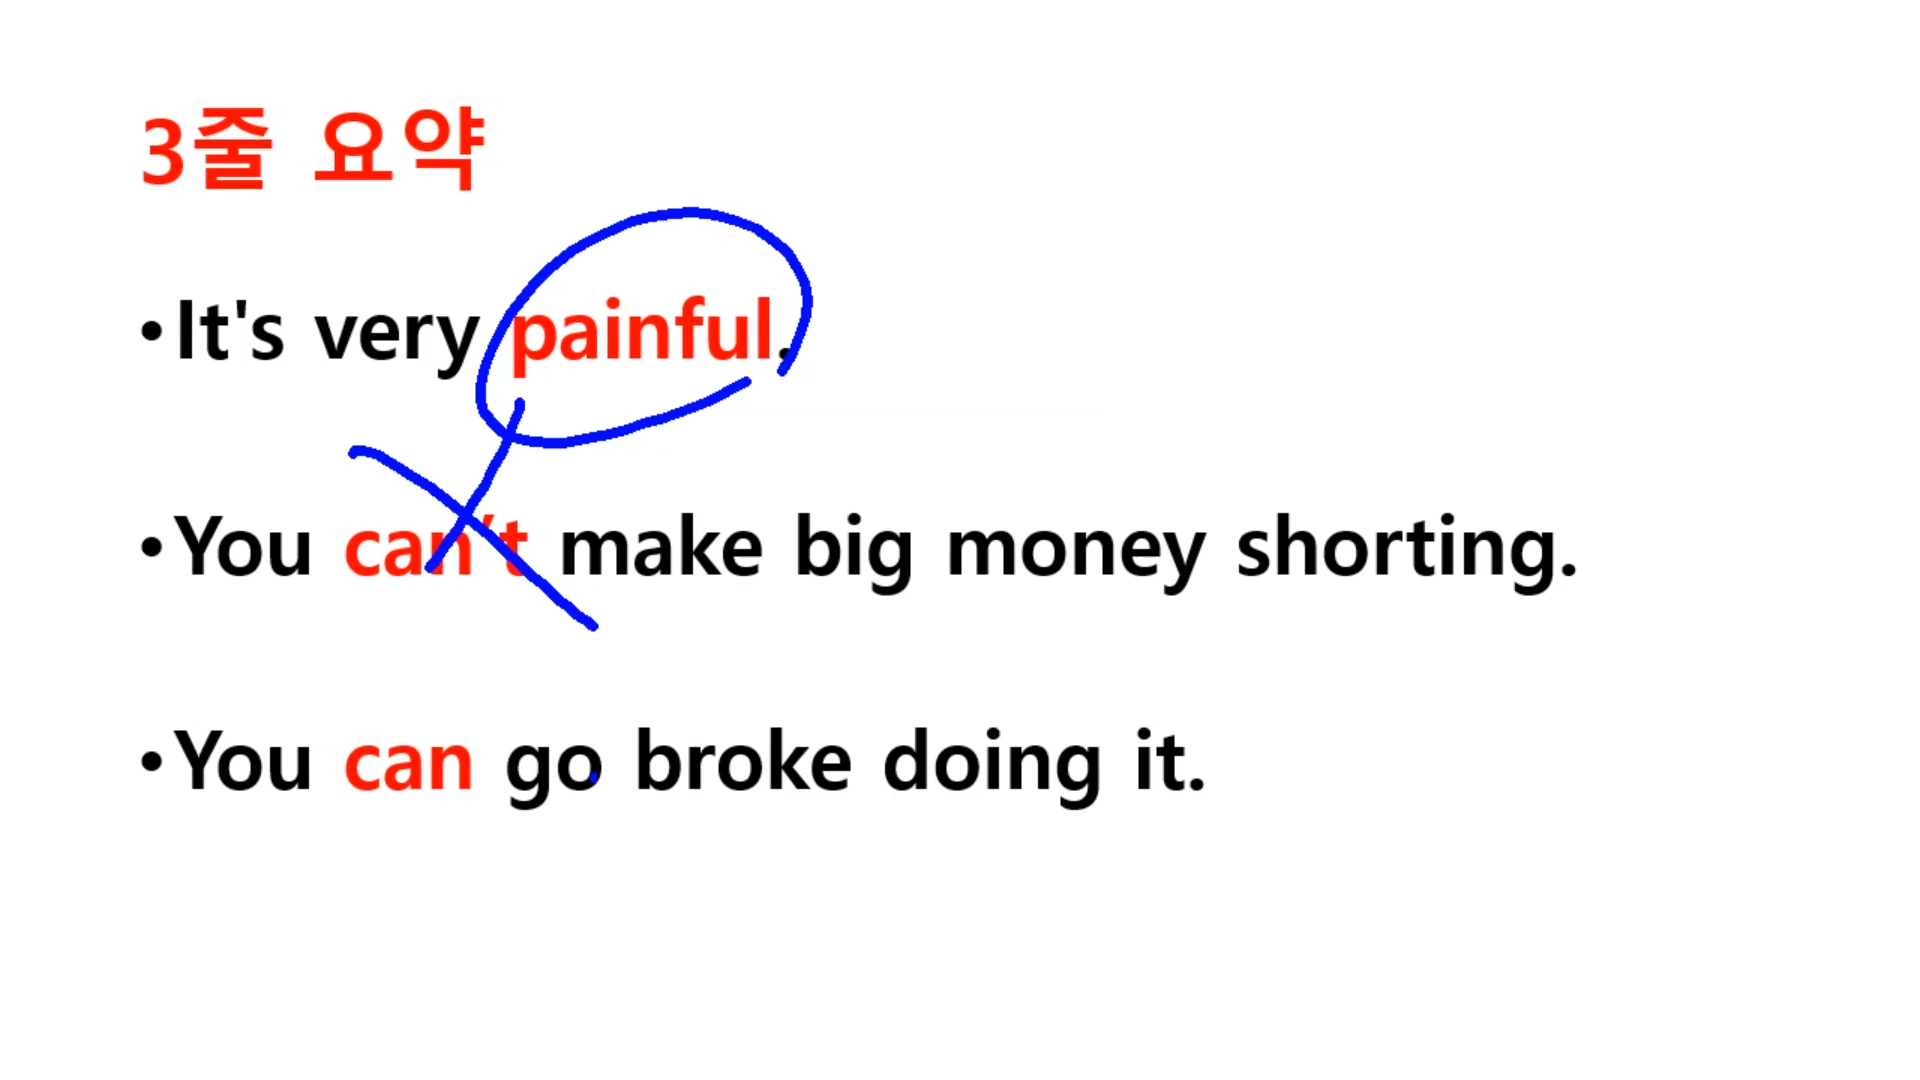 3줄 요약
•It's very painful.
•You can't make big money shorting.
•You can go broke doing it.